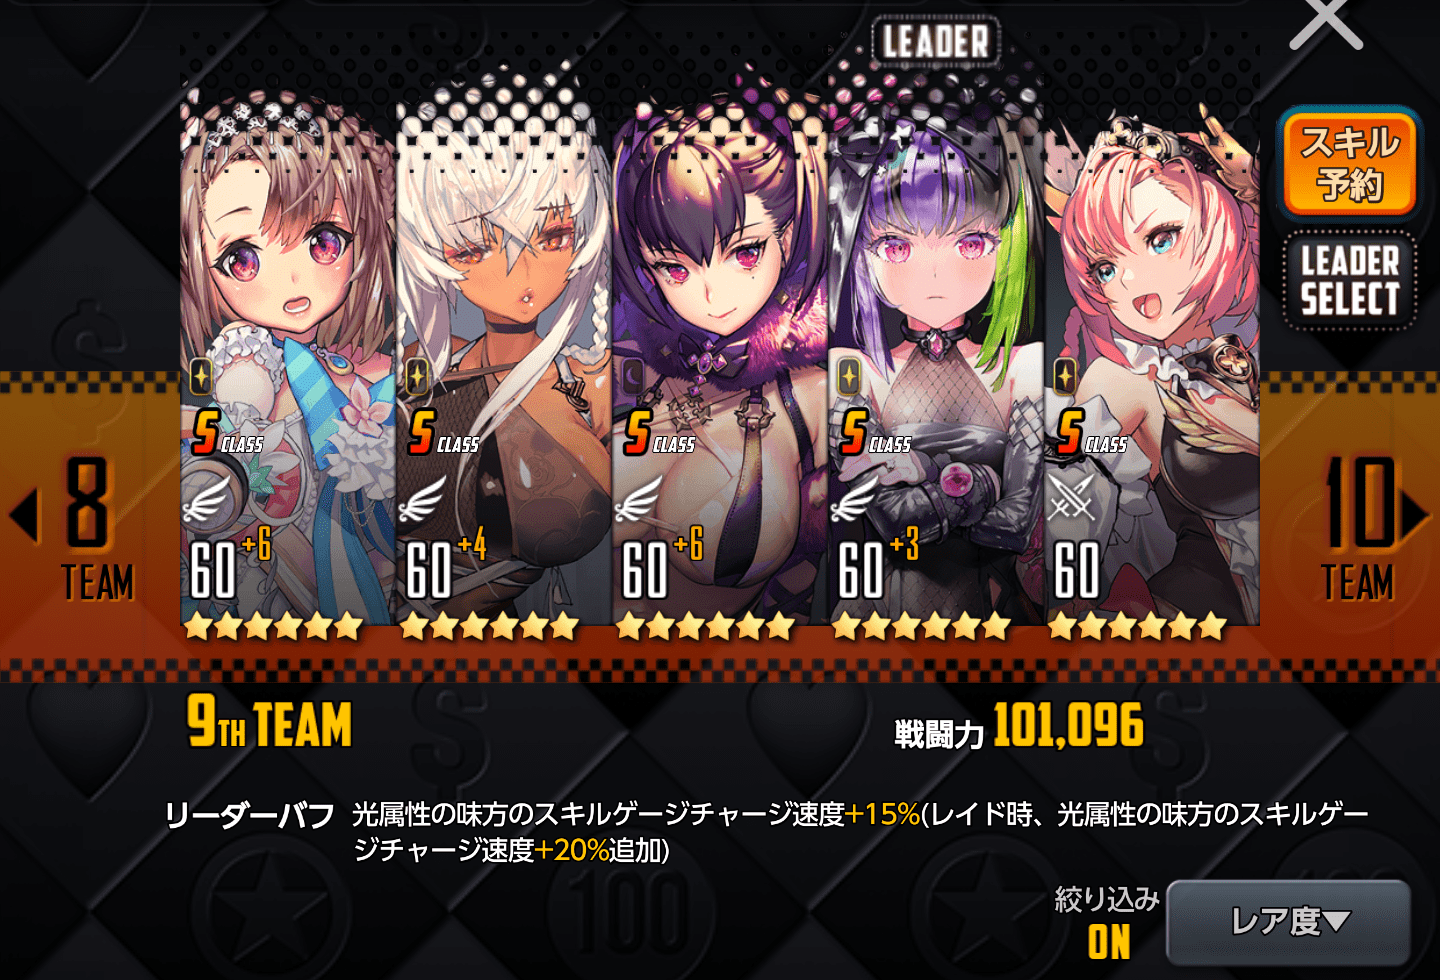 LEADER
スキル
予約
LEADER
SELECT
S CLASS
S CLASS
S CLASS
S CLASS
S CLASS
60 +6
60 +4
60 +6
60 +3
60
8
TEAM
10
TEAM
9TH TEAM
戦闘力 101,096
リーダーバフ 光属性の味方のスキルゲージチャージ速度+15%(レイド時、光属性の味方のスキルゲー
ジチャージ速度+20%追加)
100
絞り込み
ON
レア度▼